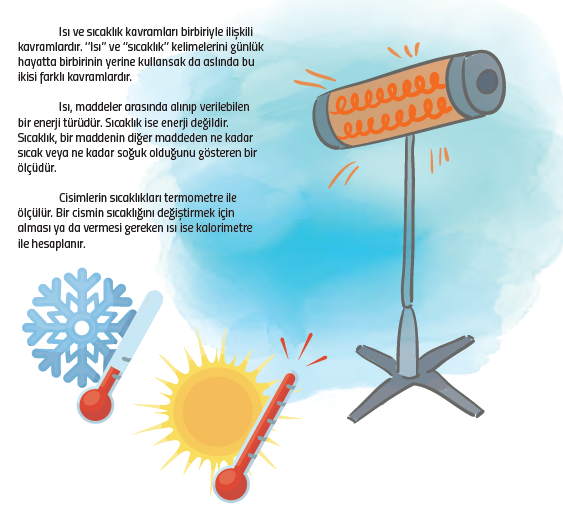 Isı ve sıcaklık kavramları birbiriyle ilişkili
kavramlardır. “Isı” ve “sıcaklık” kelimelerini günlük
hayatta birbirinin yerine kullansak da aslında bu
ikisi farklı kavramlardır.
Isı, maddeler arasında alınıp verilebilen
bir enerji türüdür. Sıcaklık ise enerji değildir.
Sıcaklık, bir maddenin diğer maddeden ne kadar
sıcak veya ne kadar soğuk olduğunu gösteren bir
ölçüdür.
Cisimlerin sıcaklıkları termometre ile
ölçülür. Bir cismin sıcaklığını değiştirmek için
alması ya da vermesi gereken ısı ise kalorimetre
ile hesaplanır.